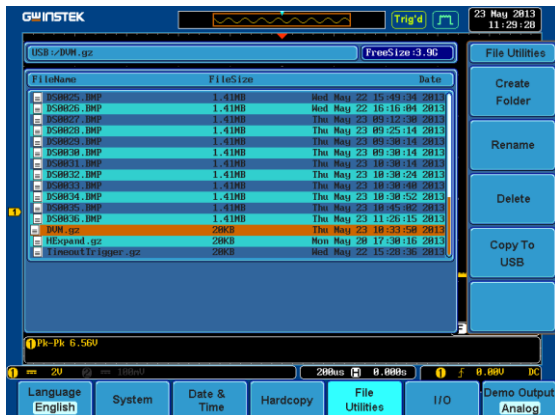 GWINSTEK
Trig'd
23 May 2013
11:29:28
USB:/DVM.gz
FreeSize:3.9G
File Utilities
FileName FileSize Date
DS0025.BMP 1.41MB Wed May 22 15:49:34 2013
DS0026.BMP 1.41MB Wed May 22 16:16:04 2013
DS0027.BMP 1.41MB Thu May 23 09:12:30 2013
DS0028.BMP 1.41MB Thu May 23 09:25:14 2013
DS0029.BMP 1.41MB Thu May 23 09:30:14 2013
DS0030.BMP 1.41MB Thu May 23 09:30:14 2013
DS0031.BMP 1.41MB Thu May 23 10:30:14 2013
DS0032.BMP 1.41MB Thu May 23 10:30:24 2013
DS0033.BMP 1.41MB Thu May 23 10:30:40 2013
DS0034.BMP 1.41MB Thu May 23 10:30:52 2013
DS0035.BMP 1.41MB Thu May 23 10:45:02 2013
DS0036.BMP 1.41MB Thu May 23 11:26:15 2013
DVM.gz 20KB Thu May 23 10:33:50 2013
HExpand.gz 20KB Mon May 20 17:30:16 2013
TimeoutTrigger.gz 20KB Wed May 22 15:28:36 2013
Create
Folder
Rename
Delete
Copy To
USB
1
1 Pk-Pk 6.56V
1 2V 2 100mV 200us H 0.000s 1 0.00V DC
Language
English
System
Date &
Time
Hardcopy
File
Utilities
I/O
Demo Output
Analog